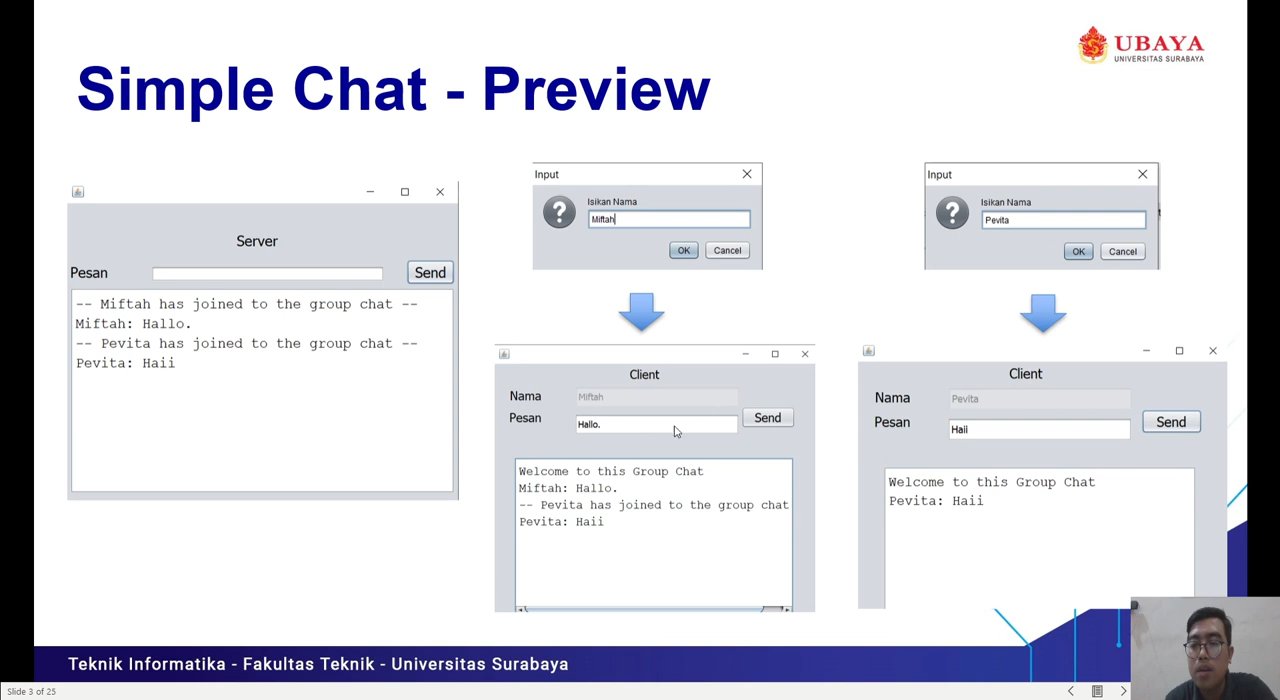 UBAYA
UNIVERSITAS SURABAYA
Simple Chat - Preview
Server
Pesan
Send
-- Miftah has joined to the group chat --
Miftah: Hallo.
-- Pevita has joined to the group chat --
Pevita: Haii
Input
Isikan Nama
Miftah
OK
Cancel
Client
Nama
Miftah
Pesan
Hallo.
Send
Welcome to this Group Chat
Miftah: Hallo.
-- Pevita has joined to the group chat
Pevita: Haii
Input
Isikan Nama
Pevita
OK
Cancel
Client
Nama
Pevita
Pesan
Haii
Send
Welcome to this Group Chat
Pevita: Haii
Teknik Informatika - Fakultas Teknik - Universitas Surabaya
Slide 3 of 25